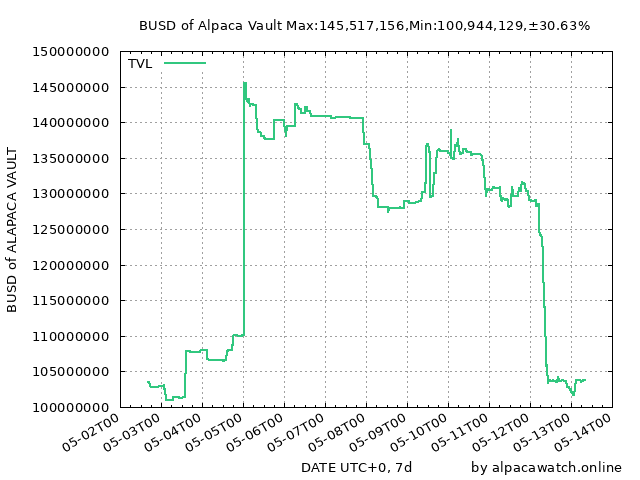 BUSD of Alpaca Vault Max:145,517,156,Min:100,944,129,±30.63%
TVL
150000000
145000000
140000000
135000000
130000000
125000000
120000000
115000000
110000000
105000000
100000000
BUSD of ALAPACA VAULT
05-02T00
05-03T00
05-04T00
05-05T00
05-06T00
05-07T00
05-08T00
05-09T00
05-10T00
05-11T00
05-12T00
05-13T00
05-14T00
DATE UTC+0, 7d
by alpacawatch.online